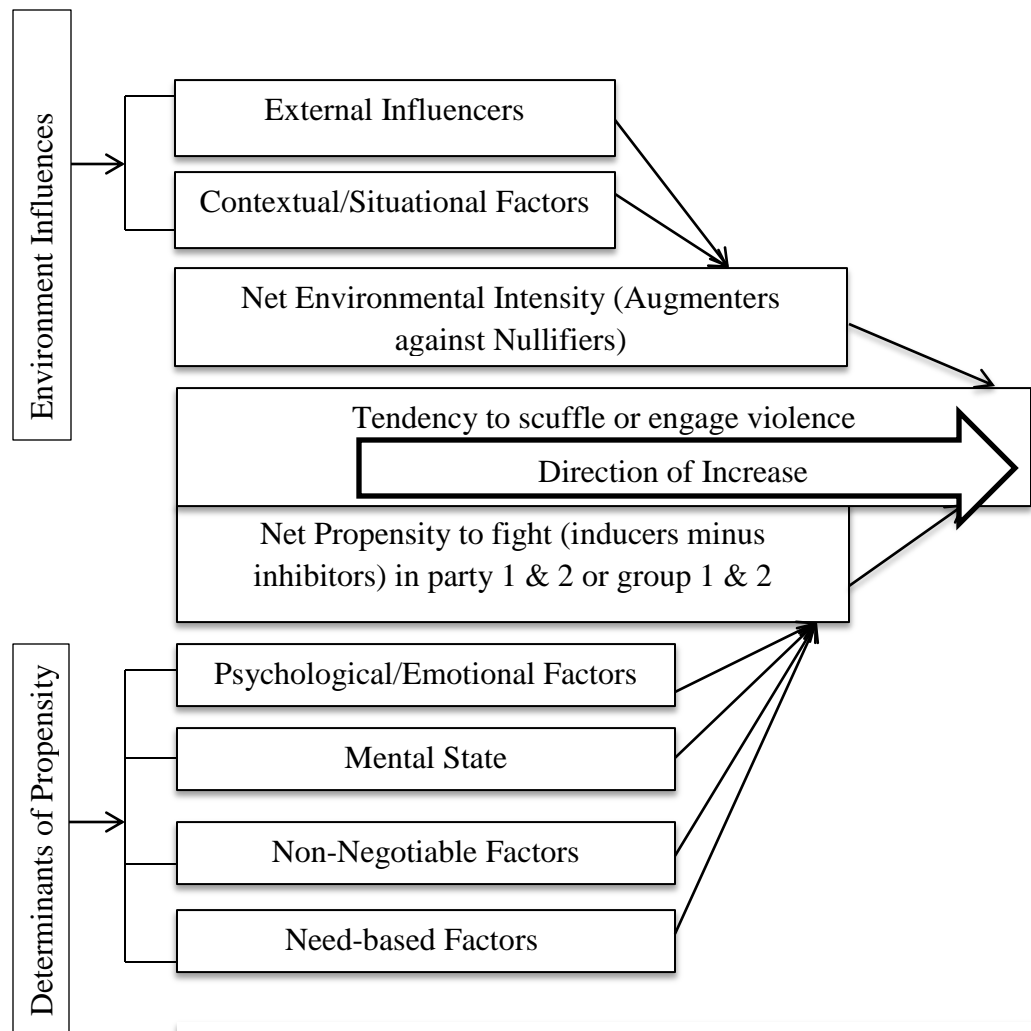 Environment Influences
External Influencers
Contextual/Situational Factors
Net Environmental Intensity (Augmenters
against Nullifiers)
Tendency to scuffle or engage violence
Direction of Increase
Net Propensity to fight (inducers minus
inhibitors) in party 1 & 2 or group 1 & 2
Determinants of Propensity
Psychological/Emotional Factors
Mental State
Non-Negotiable Factors
Need-based Factors